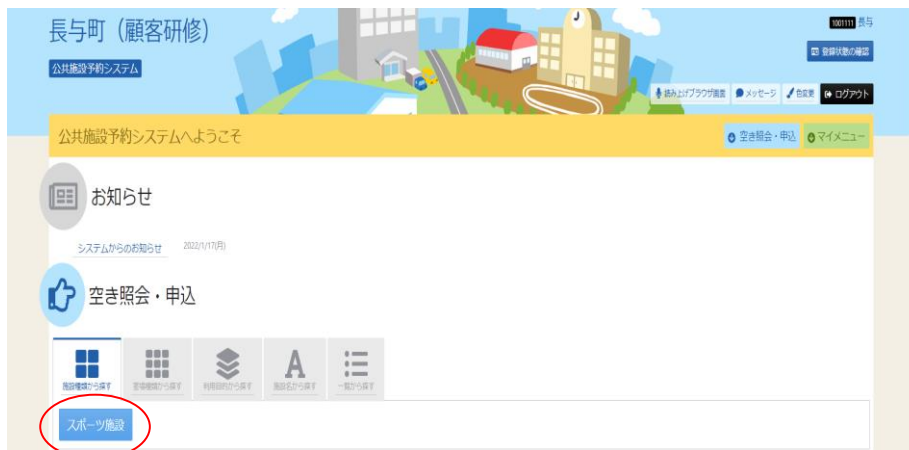 長与町（顧客研修）
公共施設予約システム
1001111 長与
登録状態の確認
読み上げブラウザ画面 メッセージ 色変更 ログアウト
公共施設予約システムへようこそ
空き照会・申込 マイメニュー
お知らせ
システムからのお知らせ 2022/1/17(月)
空き照会・申込
施設種類から探す 室場種類から探す 利用目的から探す 施設名から探す 一覧から探す
スポーツ施設